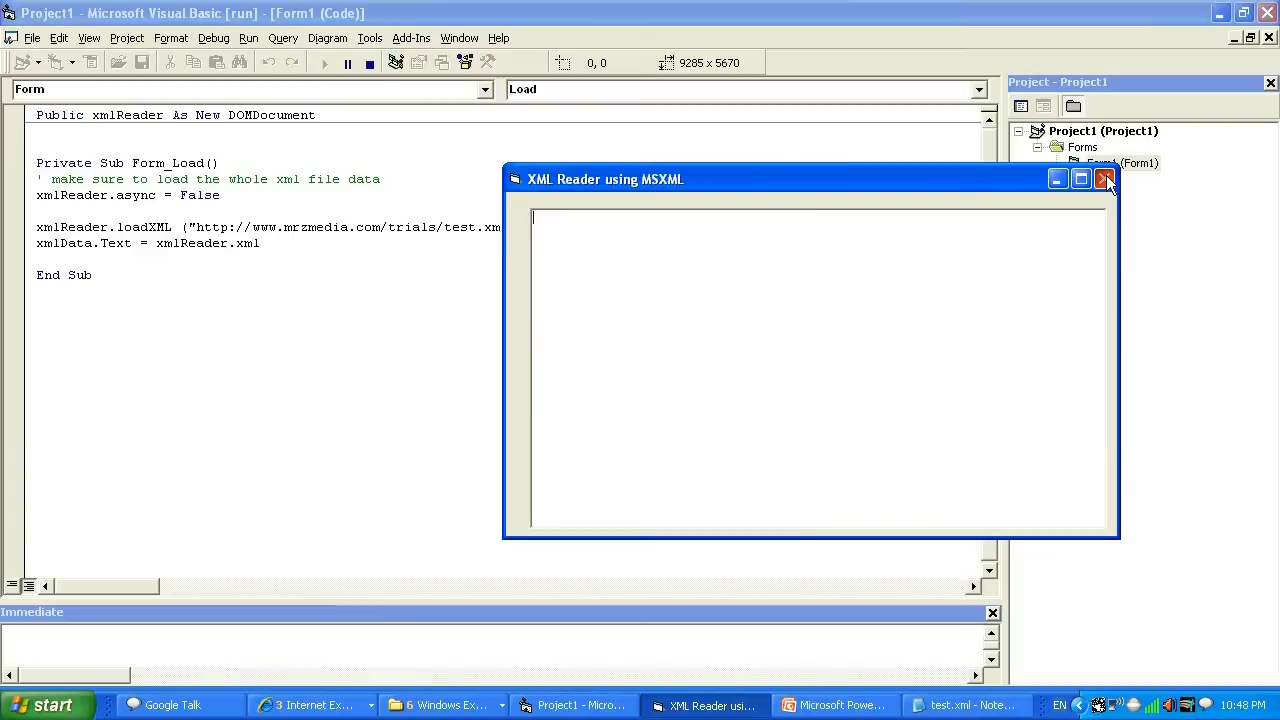 Project1 - Microsoft Visual Basic [run] - [Form1 (Code)]
File Edit View Project Format Debug Run Query Diagram Tools Add-Ins Window Help
0, 0 9285 x 5670
Form Load
Project - Project1
Public xmlReader As New DOMDocument
Project1 (Project1)
Forms
Form1 (Form1)
Private Sub Form_Load()
' make sure to load the whole xml file data
xmlReader.async = False
xmlReader.loadXML ("http://www.mrzmedia.com/trials/test.xm
xmlData.Text = xmlReader.xml
End Sub
XML Reader using MSXML
Immediate
start Google Talk 3 Internet Ex... 6 Windows Ex... Project1 - Micro... XML Reader usi... Microsoft Powe... test.xml - Note... EN 10:48 PM